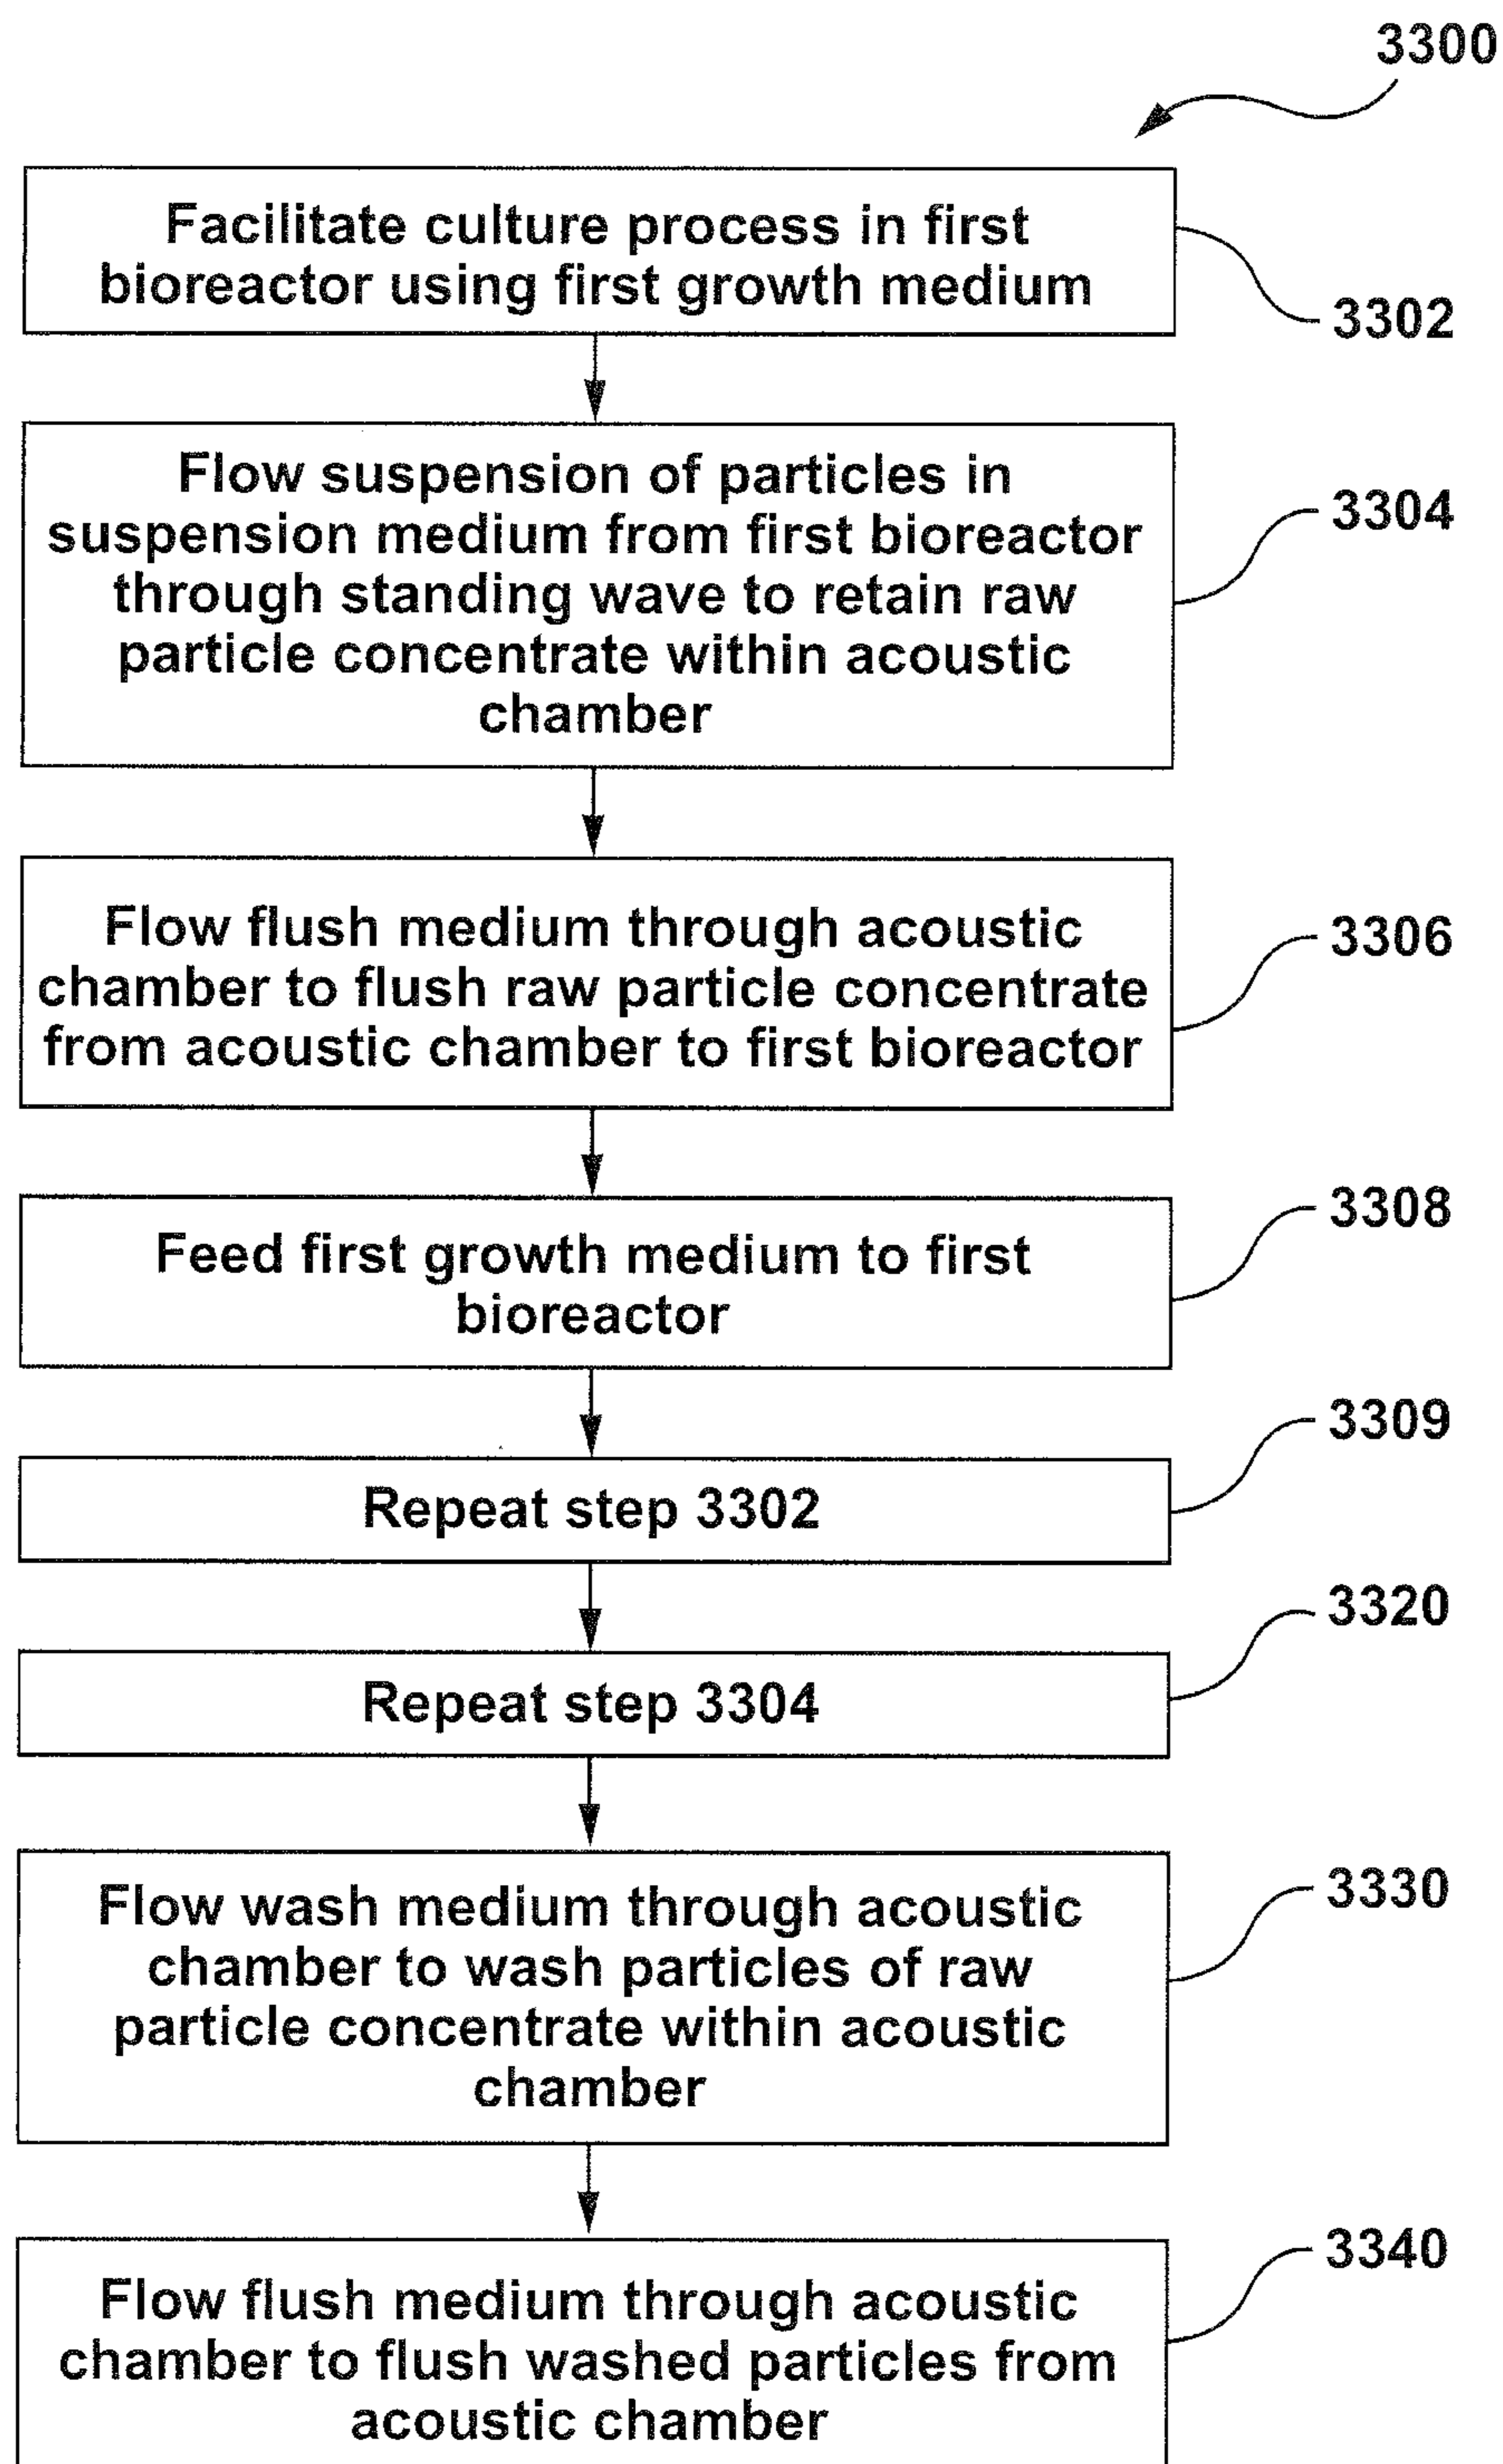 3300
Facilitate culture process in first
bioreactor using first growth medium
3302
Flow suspension of particles in
suspension medium from first bioreactor
through standing wave to retain raw
particle concentrate within acoustic
chamber
3304
Flow flush medium through acoustic
chamber to flush raw particle concentrate
from acoustic chamber to first bioreactor
3306
Feed first growth medium to first
bioreactor
3308
Repeat step 3302
3309
Repeat step 3304
3320
Flow wash medium through acoustic
chamber to wash particles of raw
particle concentrate within acoustic
chamber
3330
Flow flush medium through acoustic
chamber to flush washed particles from
acoustic chamber
3340